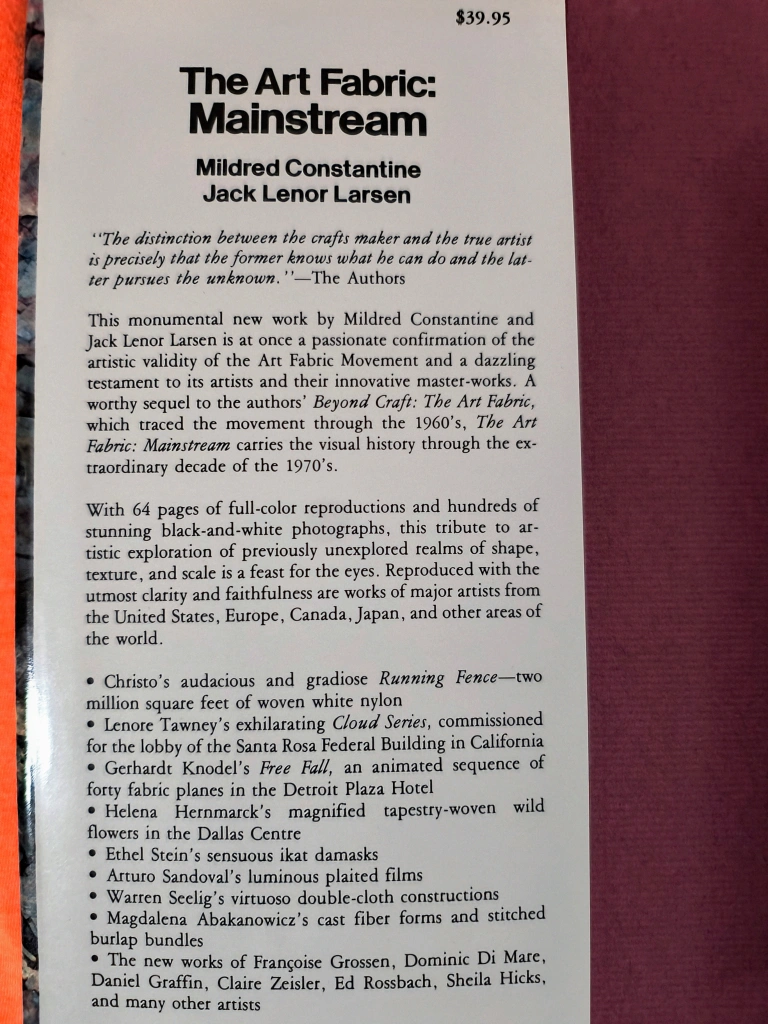 $39.95
The Art Fabric:
Mainstream
Mildred Constantine
Jack Lenor Larsen
‘‘The distinction between the crafts maker and the true artist
is precisely that the former knows what he can do and the lat-
ter pursues the unknown.’’—The Authors
This monumental new work by Mildred Constantine and
Jack Lenor Larsen is at once a passionate confirmation of the
artistic validity of the Art Fabric Movement and a dazzling
testament to its artists and their innovative master-works. A
worthy sequel to the authors’ Beyond Craft: The Art Fabric,
which traced the movement through the 1960’s, The Art
Fabric: Mainstream carries the visual history through the ex-
traordinary decade of the 1970’s.
With 64 pages of full-color reproductions and hundreds of
stunning black-and-white photographs, this tribute to ar-
tistic exploration of previously unexplored realms of shape,
texture, and scale is a feast for the eyes. Reproduced with the
utmost clarity and faithfulness are works of major artists from
the United States, Europe, Canada, Japan, and other areas of
the world.
• Christo’s audacious and gradiose Running Fence—two
million square feet of woven white nylon
• Lenore Tawney’s exhilarating Cloud Series, commissioned
for the lobby of the Santa Rosa Federal Building in California
• Gerhardt Knodel’s Free Fall, an animated sequence of
forty fabric planes in the Detroit Plaza Hotel
• Helena Hernmarck’s magnified tapestry-woven wild
flowers in the Dallas Centre
• Ethel Stein’s sensuous ikat damasks
• Arturo Sandoval’s luminous plaited films
• Warren Seelig’s virtuoso double-cloth constructions
• Magdalena Abakanowicz’s cast fiber forms and stitched
burlap bundles
• The new works of Françoise Grossen, Dominic Di Mare,
Daniel Graffin, Claire Zeisler, Ed Rossbach, Sheila Hicks,
and many other artists